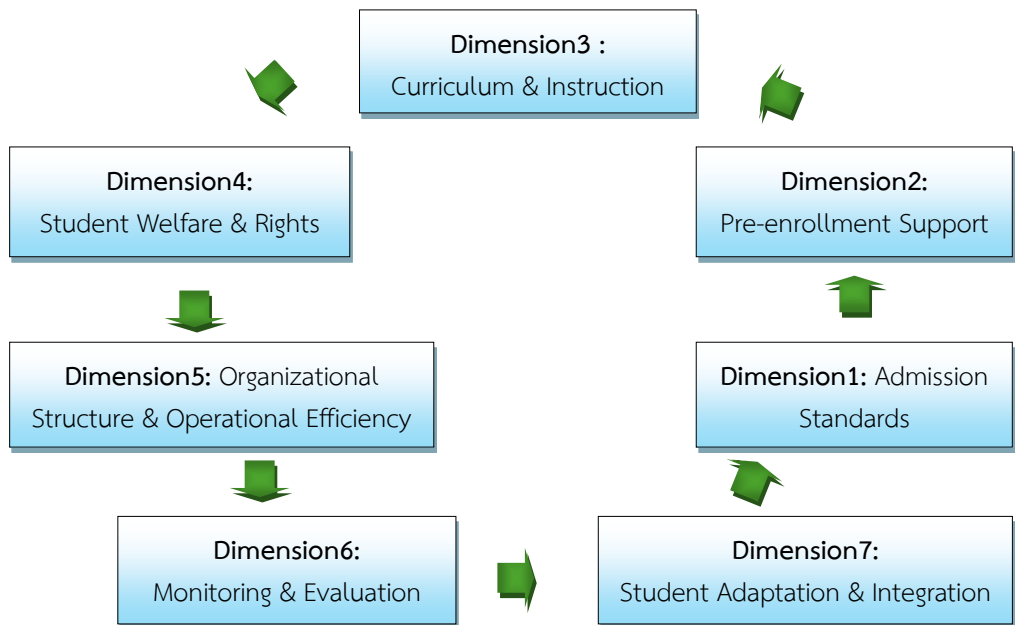 Dimension3 :
Curriculum & Instruction
Dimension4:
Student Welfare & Rights
Dimension2:
Pre-enrollment Support
Dimension5: Organizational
Structure & Operational Efficiency
Dimension1: Admission
Standards
Dimension6:
Monitoring & Evaluation
Dimension7:
Student Adaptation & Integration